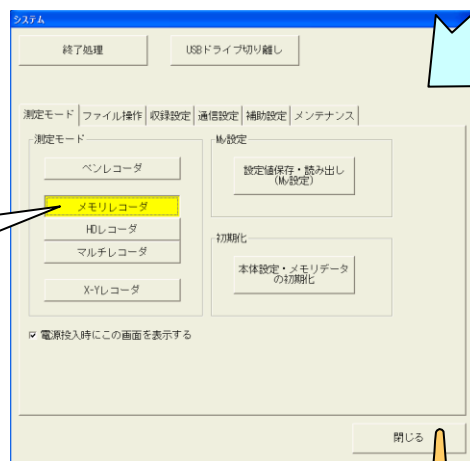 システム
終了処理
USBドライブ切り離し
測定モード
ファイル操作
収録設定
通信設定
補助設定
メンテナンス
測定モード
ペンレコーダ
メモリレコーダ
HDレコーダ
マルチレコーダ
X-Yレコーダ
My設定
設定値保存・読み出し
(My設定)
初期化
本体設定・メモリデータ
の初期化
電源投入時にこの画面を表示する
閉じる